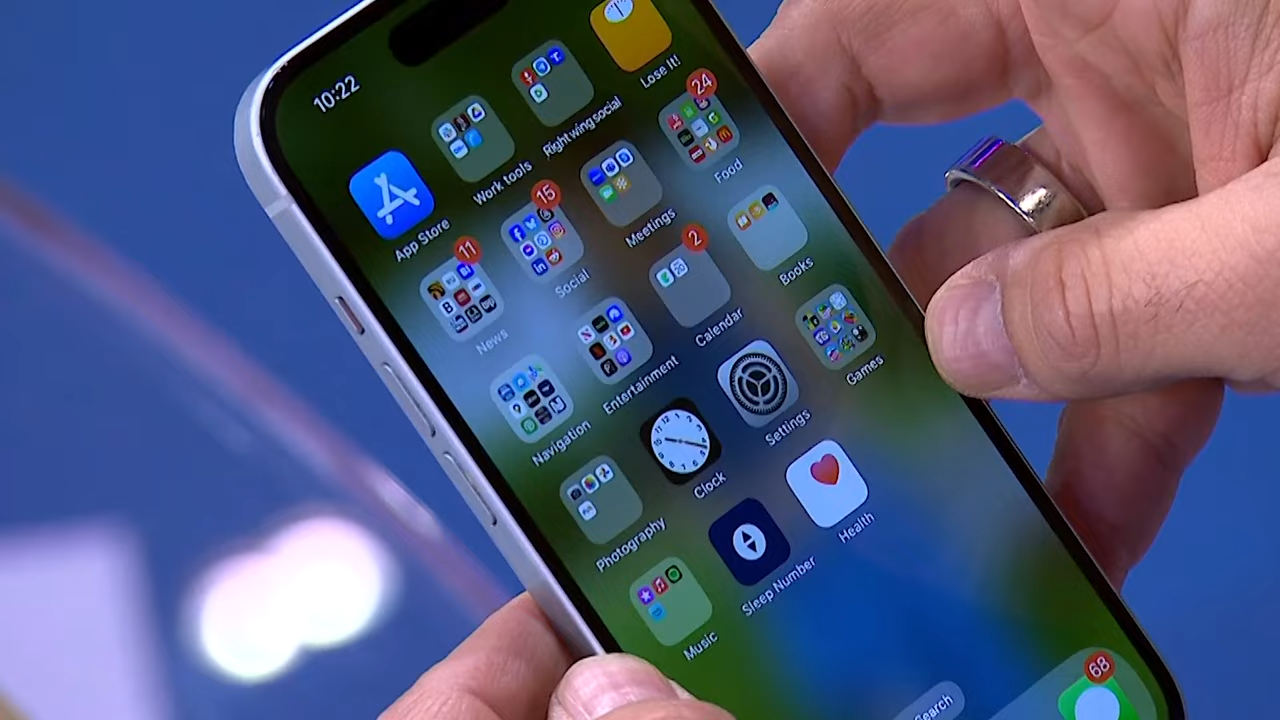 10:22
App Store
Work tools
Right wing social
Lose It!
11
News
15
Social
Meetings
24
Food
Navigation
Entertainment
2
Calendar
Books
Photography
Clock
Settings
Games
Music
Sleep Number
Health
Search
68